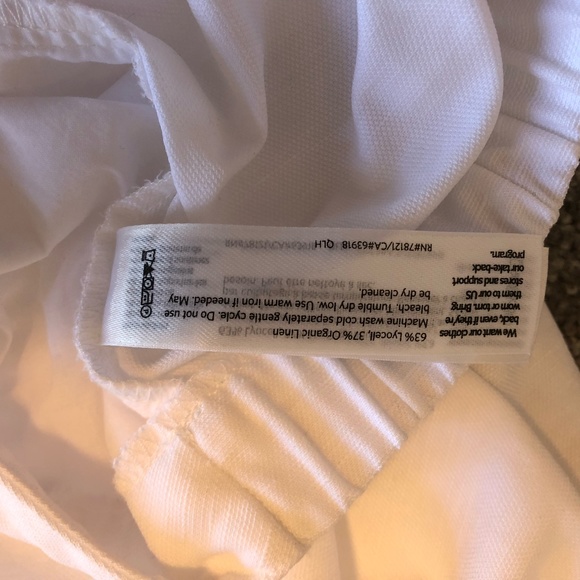 We want our clothes
back, even if they're
worn, torn. Bring
them to our US
stores and support
our take-back
program.
63% Lyocell, 37% Organic Linen
Machine wash cold separately gentle cycle. Do not use
bleach. Tumble dry low. Use warm iron if needed. May
be dry cleaned.
RN#78121/CA#63918 QLH